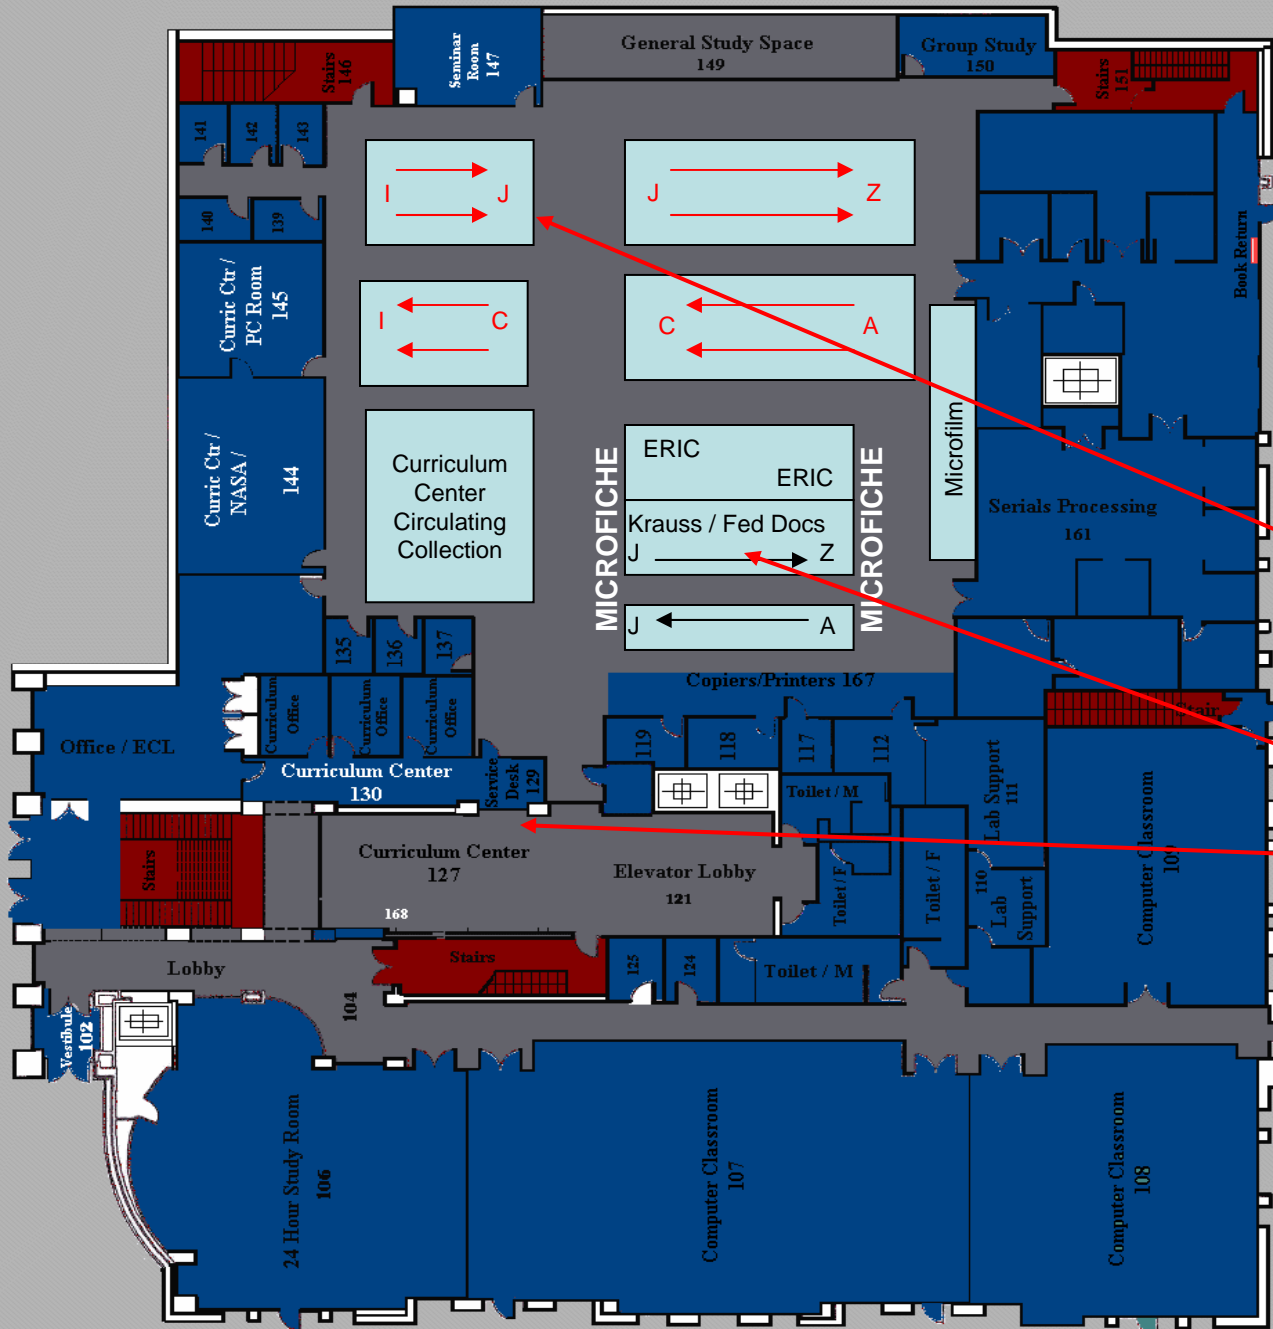 General Study Space
149
Group Study
150
Seminar
Room
147
Stairs
146
Stairs
151
141
142
143
140
139
I
J
J
Z
I
C
C
A
Curric Ctr /
PC Room
145
Book Return
Curric Ctr /
NASA /
144
Curriculum
Center
Circulating
Collection
MICROFICHE
ERIC
ERIC
Krauss / Fed Docs
J
Z
J
A
MICROFICHE
Microfilm
Serials Processing
161
135
136
137
Copiers/Printers 167
Stair
Office / ECL
Curriculum
Office
Curriculum
Office
Curriculum
Office
Curriculum Center
130
Service
Desk
129
119
118
117
112
Toilet / M
Lab Support
111
Computer Classroom
109
Stairs
Curriculum Center
127
Elevator Lobby
121
168
Toilet / F
Toilet / F
110
Lab
Support
Lobby
Stairs
125
124
Toilet / M
104
Vestibule
102
24 Hour Study Room
106
Computer Classroom
107
Computer Classroom
108